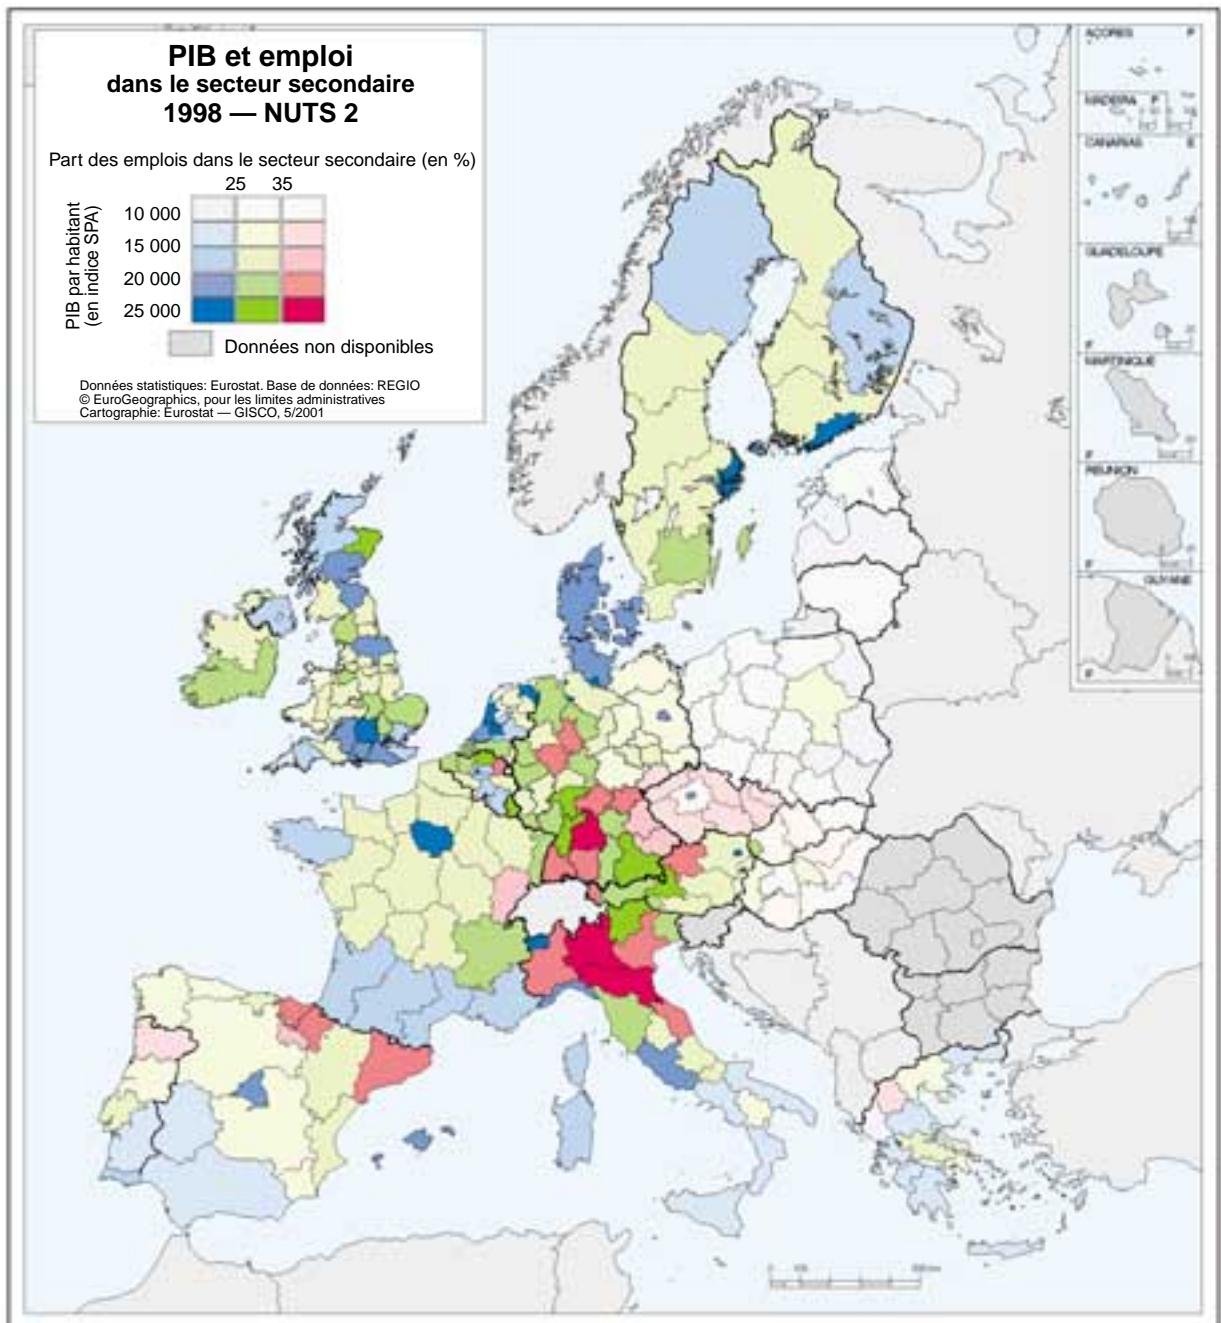 PIB et emploi
dans le secteur secondaire
1998 — NUTS 2
Part des emplois dans le secteur secondaire (en %)
25 35
PIB par habitant
(en indice SPA)
10 000
15 000
20 000
25 000
Données non disponibles
Données statistiques: Eurostat. Base de données: REGIO
© EuroGeographics, pour les limites administratives
Cartographie: Eurostat — GISCO, 5/2001
AÇORES P
MADEIRA P
CANARIAS E
GUADELOUPE
F
MARTINIQUE
F
REUNION
F
GUYANE
F